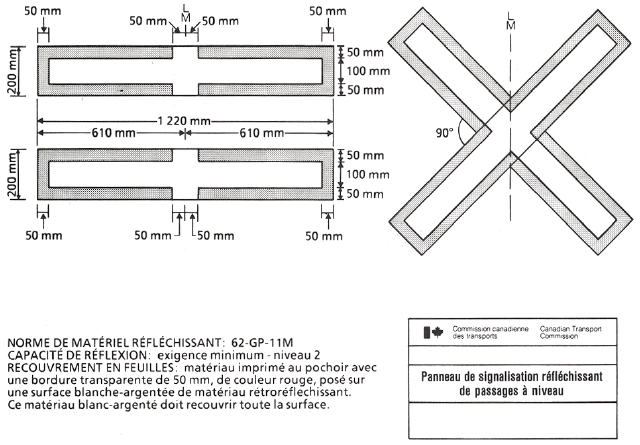 50 mm
50 mm
L
M
50 mm
50 mm
L
M
200 mm
50 mm
100 mm
50 mm
1 220 mm
610 mm
610 mm
90°
200 mm
50 mm
100 mm
50 mm
50 mm
50 mm
50 mm
50 mm
NORME DE MATÉRIEL RÉFLÉCHISSANT: 62-GP-11M
CAPACITÉ DE RÉFLEXION: exigence minimum - niveau 2
RECOUVREMENT EN FEUILLES: matériau imprimé au pochoir avec
une bordure transparente de 50 mm, de couleur rouge, posé sur
une surface blanche-argentée de matériau rétroréflechissant.
Ce matériau blanc-argenté doit recouvrir toute la surface.
Commission canadienne
des transports
Canadian Transport
Commission
Panneau de signalisation réfléchissant
de passages à niveau